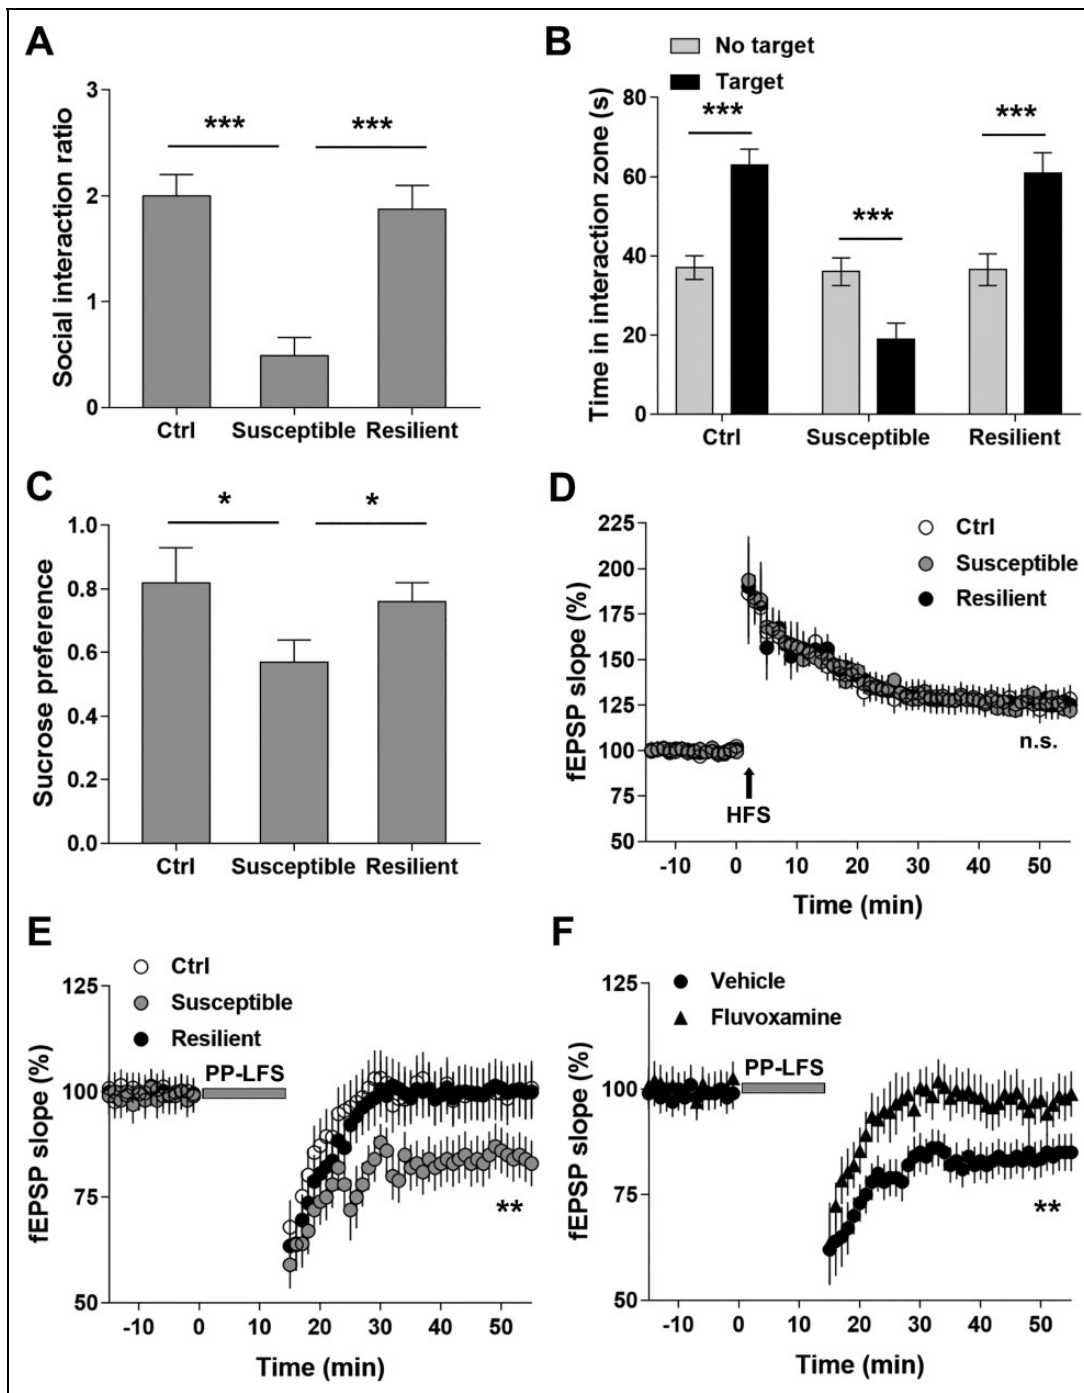 A
Social interaction ratio
3
2
1
0
***
***
Ctrl
Susceptible
Resilient
B
No target
Target
Time in interaction zone (s)
80
60
40
20
0
***
***
***
Ctrl
Susceptible
Resilient
C
Sucrose preference
1.0
0.8
0.6
0.4
0.2
0.0
*
*
Ctrl
Susceptible
Resilient
D
Ctrl
Susceptible
Resilient
fEPSP slope (%)
225
200
175
150
125
100
75
50
HFS
n.s.
-10 0 10 20 30 40 50
Time (min)
E
Ctrl
Susceptible
Resilient
PP-LFS
fEPSP slope (%)
125
100
75
50
**
-10 0 10 20 30 40 50
Time (min)
F
Vehicle
Fluvoxamine
PP-LFS
fEPSP slope (%)
125
100
75
50
**
-10 0 10 20 30 40 50
Time (min)